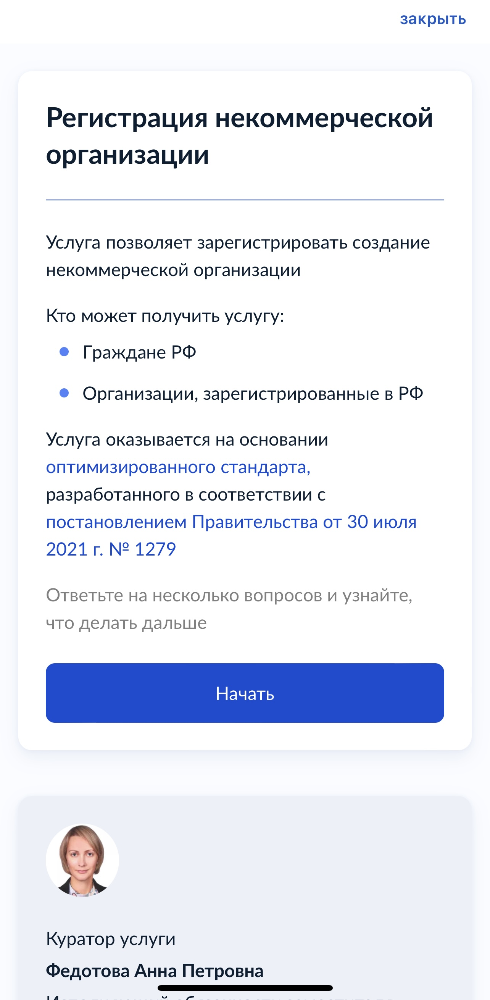 закрыть
Регистрация некоммерческой
организации
Услуга позволяет зарегистрировать создание
некоммерческой организации
Кто может получить услугу:
Граждане РФ
Организации, зарегистрированные в РФ
Услуга оказывается на основании
оптимизированного стандарта,
разработанного в соответствии с
постановлением Правительства от 30 июля
2021 г. № 1279
Ответьте на несколько вопросов и узнайте,
что делать дальше
Начать
Куратор услуги
Федотова Анна Петровна